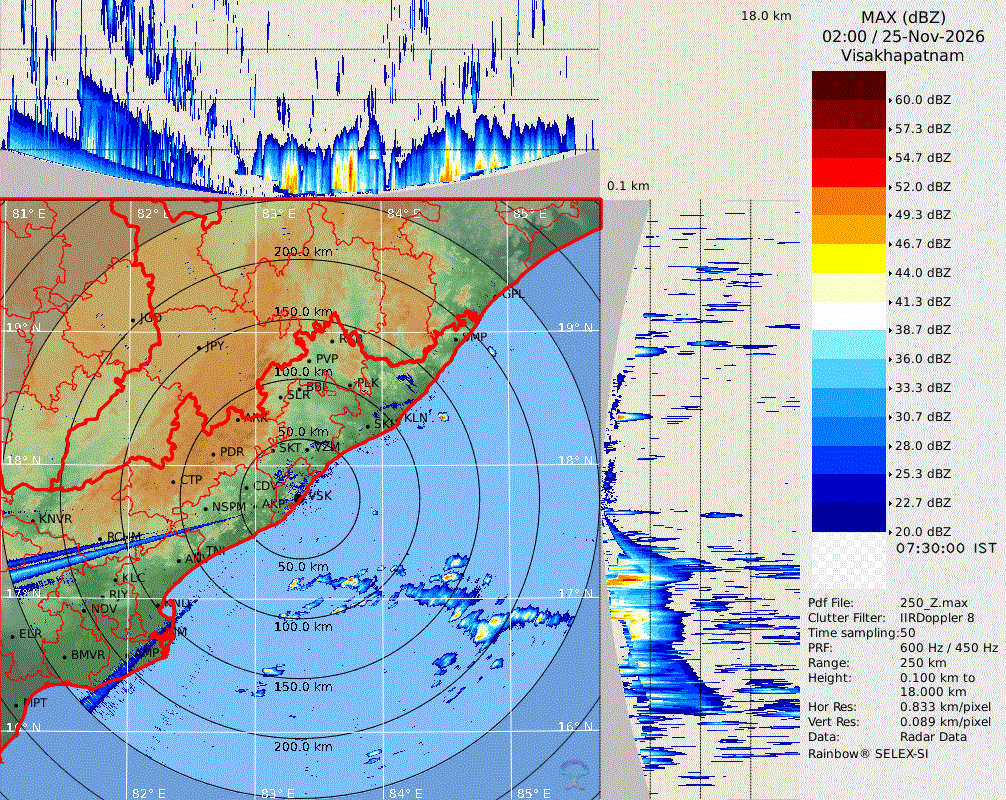 18.0 km
0.1 km
MAX (dBZ)
02:00 / 25-Nov-2026
Visakhapatnam
60.0 dBZ
57.3 dBZ
54.7 dBZ
52.0 dBZ
49.3 dBZ
46.7 dBZ
44.0 dBZ
41.3 dBZ
38.7 dBZ
36.0 dBZ
33.3 dBZ
30.7 dBZ
28.0 dBZ
25.3 dBZ
22.7 dBZ
20.0 dBZ
07:30:00 IST
Pdf File: 250_Z.max
Clutter Filter: IIRDoppler 8
Time sampling:50
PRF: 600 Hz / 450 Hz
Range: 250 km
Height: 0.100 km to
18.000 km
Hor Res: 0.833 km/pixel
Vert Res: 0.089 km/pixel
Data: Radar Data
Rainbow® SELEX-SI
81° E 82° E 83° E 84° E 85° E
200.0 km
GPL
150.0 km
JGD
19° N 19° N
SMP
JPY
PVP
100.0 km
PLK
BBL
SLR
KLN
ARK
SKM
50.0 km
SKT VZM
PDR
18° N 18° N
CTP
CDV
VSK
NSPM AKP
KNVR
TNI
50.0 km
KLC
RJY
17° N 17° N
NDV
100.0 km
ELR
BMVR
150.0 km
MPT
16° N 16° N
200.0 km
82° E 83° E 84° E 85° E